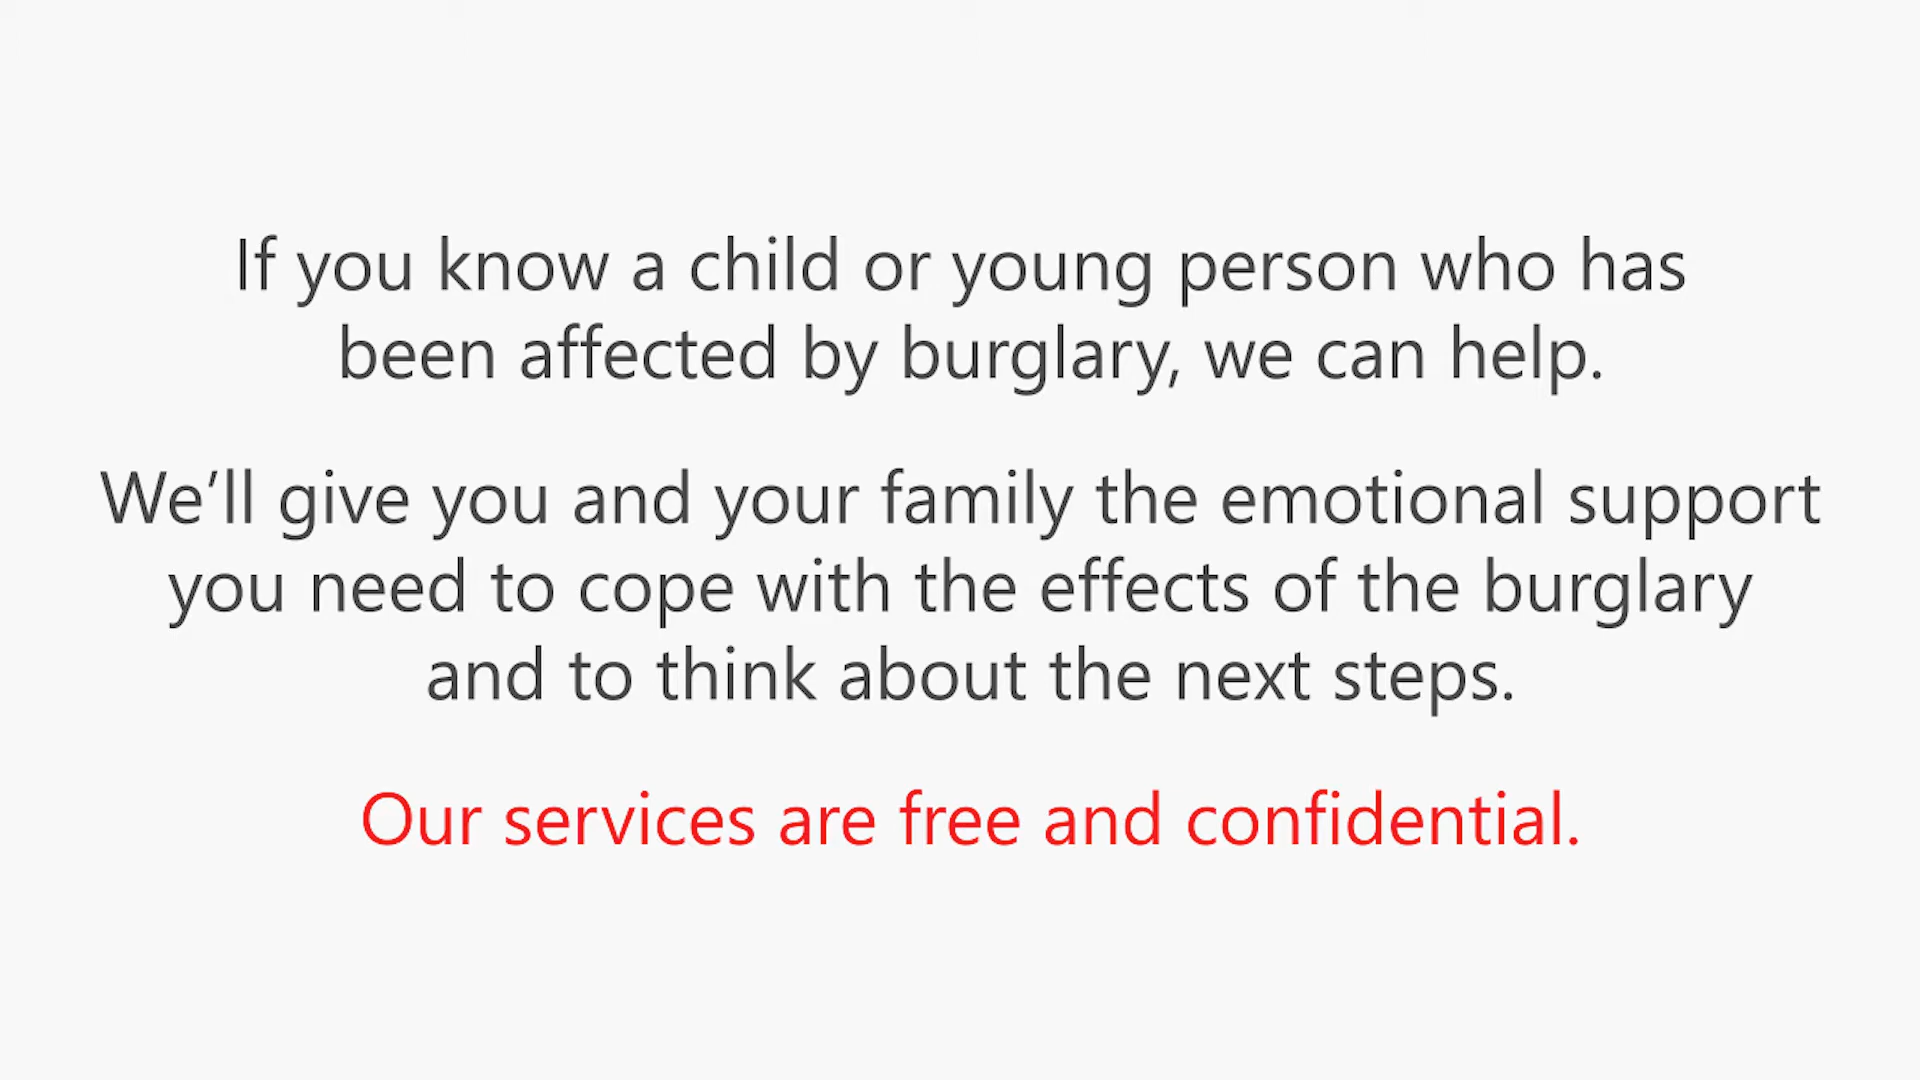 If you know a child or young person who has
been affected by burglary, we can help.
We’ll give you and your family the emotional support
you need to cope with the effects of the burglary
and to think about the next steps.
Our services are free and confidential.